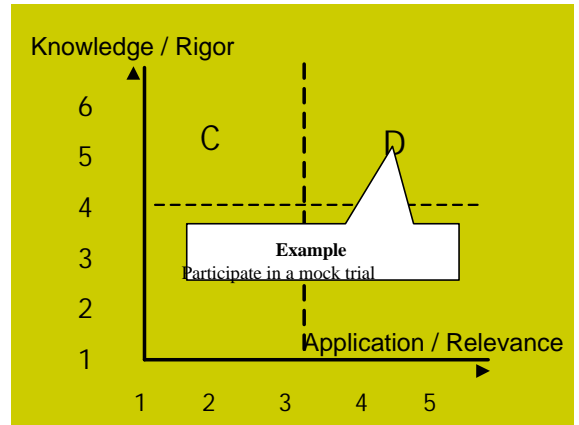 Knowledge / Rigor
6
C
D
5
4
Example
3
Participate in a mock trial
2
Application / Relevance
1
1 2 3 4 5